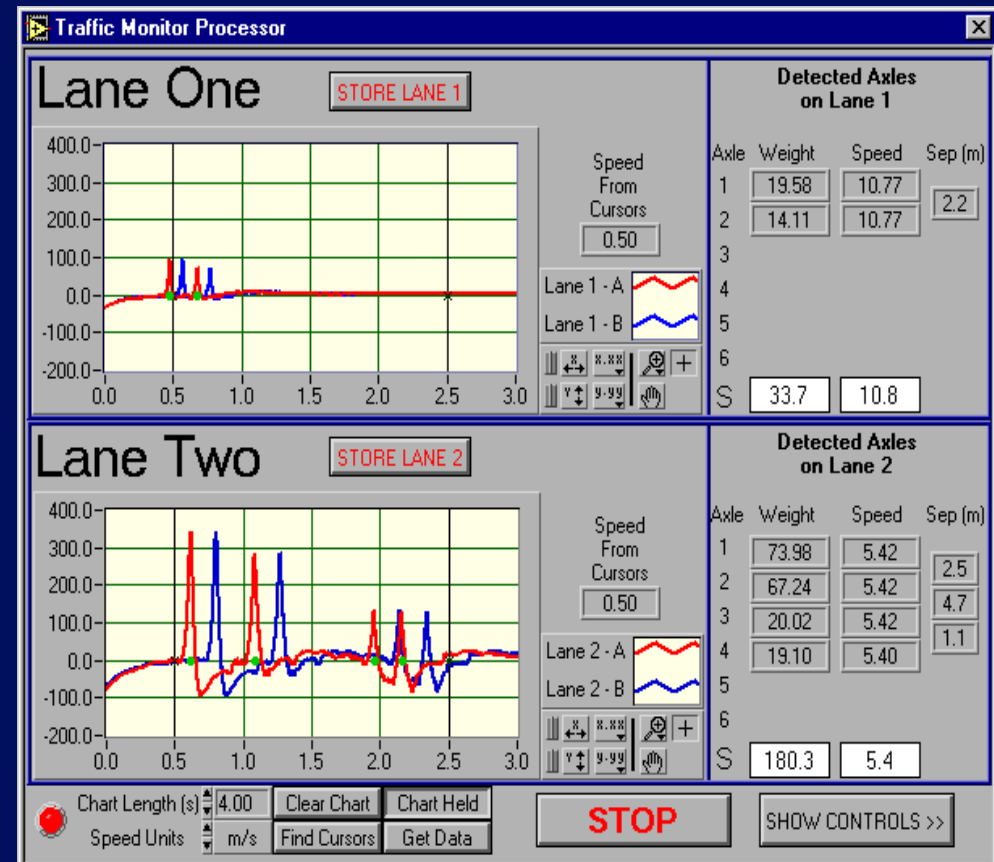 Traffic Monitor Processor
Lane One
STORE LANE 1
400.0
300.0
200.0
100.0
0.0
-100.0
-200.0
0.0 0.5 1.0 1.5 2.0 2.5 3.0
Speed
From
Cursors
0.50
Lane 1 - A
Lane 1 - B
X X.XX
Y Y.YY
Detected Axles
on Lane 1
Axle Weight Speed Sep (m)
1 19.58 10.77
2.2
2 14.11 10.77
3
4
5
6
S 33.7 10.8
Lane Two
STORE LANE 2
400.0
300.0
200.0
100.0
0.0
-100.0
-200.0
0.0 0.5 1.0 1.5 2.0 2.5 3.0
Speed
From
Cursors
0.50
Lane 2 - A
Lane 2 - B
X X.XX
Y Y.YY
Detected Axles
on Lane 2
Axle Weight Speed Sep (m)
1 73.98 5.42
2.5
2 67.24 5.42
4.7
3 20.02 5.42
1.1
4 19.10 5.40
5
6
S 180.3 5.4
Chart Length (s) 4.00 Clear Chart Chart Held
Speed Units m/s Find Cursors Get Data
STOP
SHOW CONTROLS >>